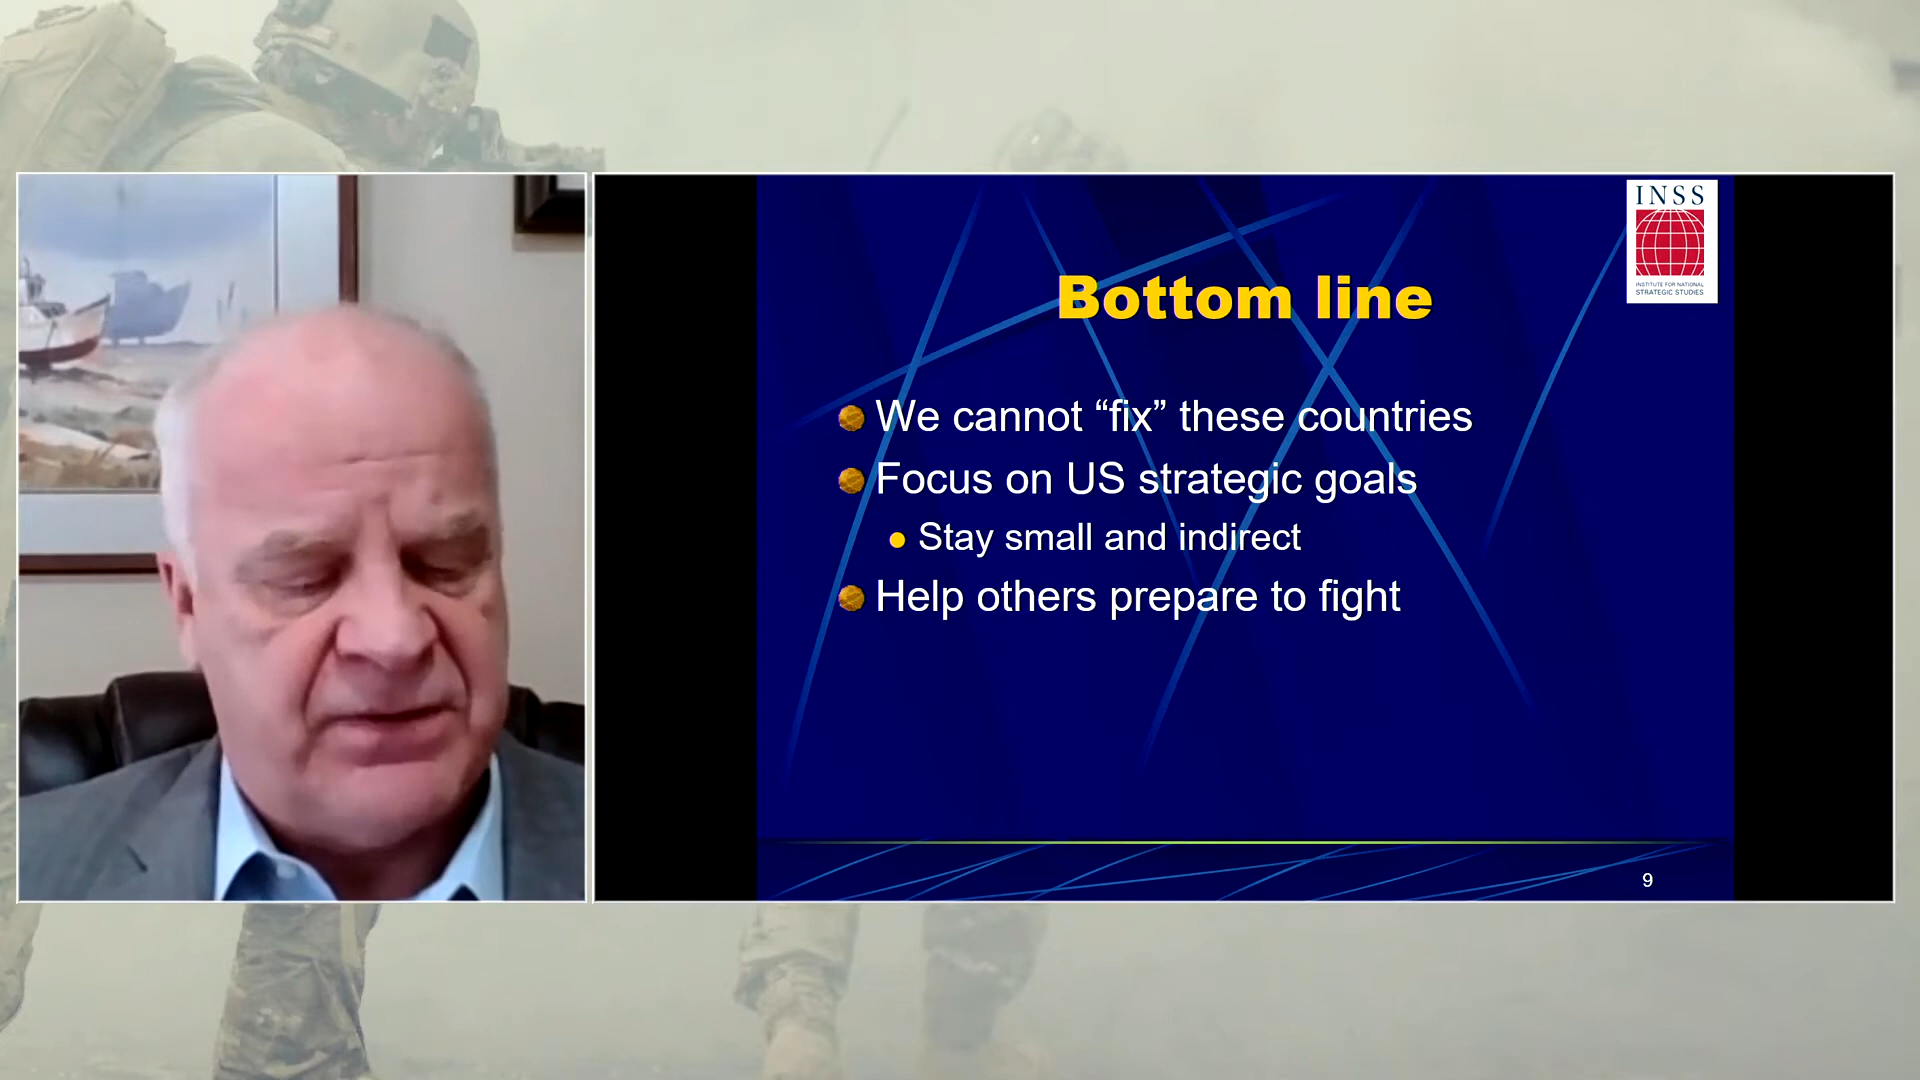 INSS
INSTITUTE FOR NATIONAL
STRATEGIC STUDIES
Bottom line
We cannot “fix” these countries
Focus on US strategic goals
Stay small and indirect
Help others prepare to fight
9